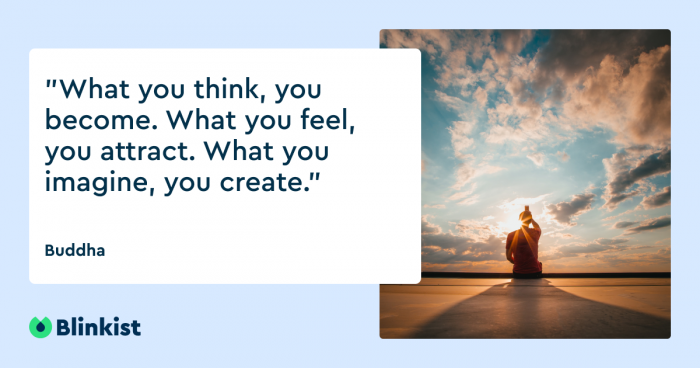 "What you think, you
become. What you feel,
you attract. What you
imagine, you create."
Buddha
Blinkist